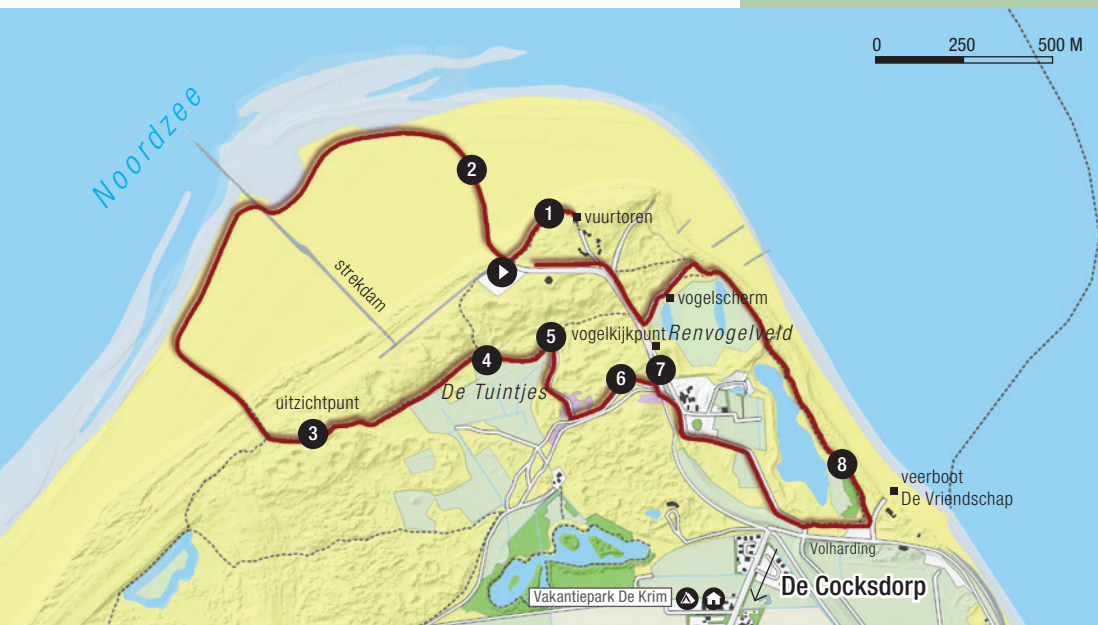 0 250 500 M
Noordzee
2
1
vuurtoren
strekdam
vogelscherm
5
vogelkijkpunt
Renvogelveld
4
De Tuintjes
6
7
uitzichtpunt
3
8
veerboot
De Vriendschap
Volharding
De Cocksdorp
Vakantiepark De Krim